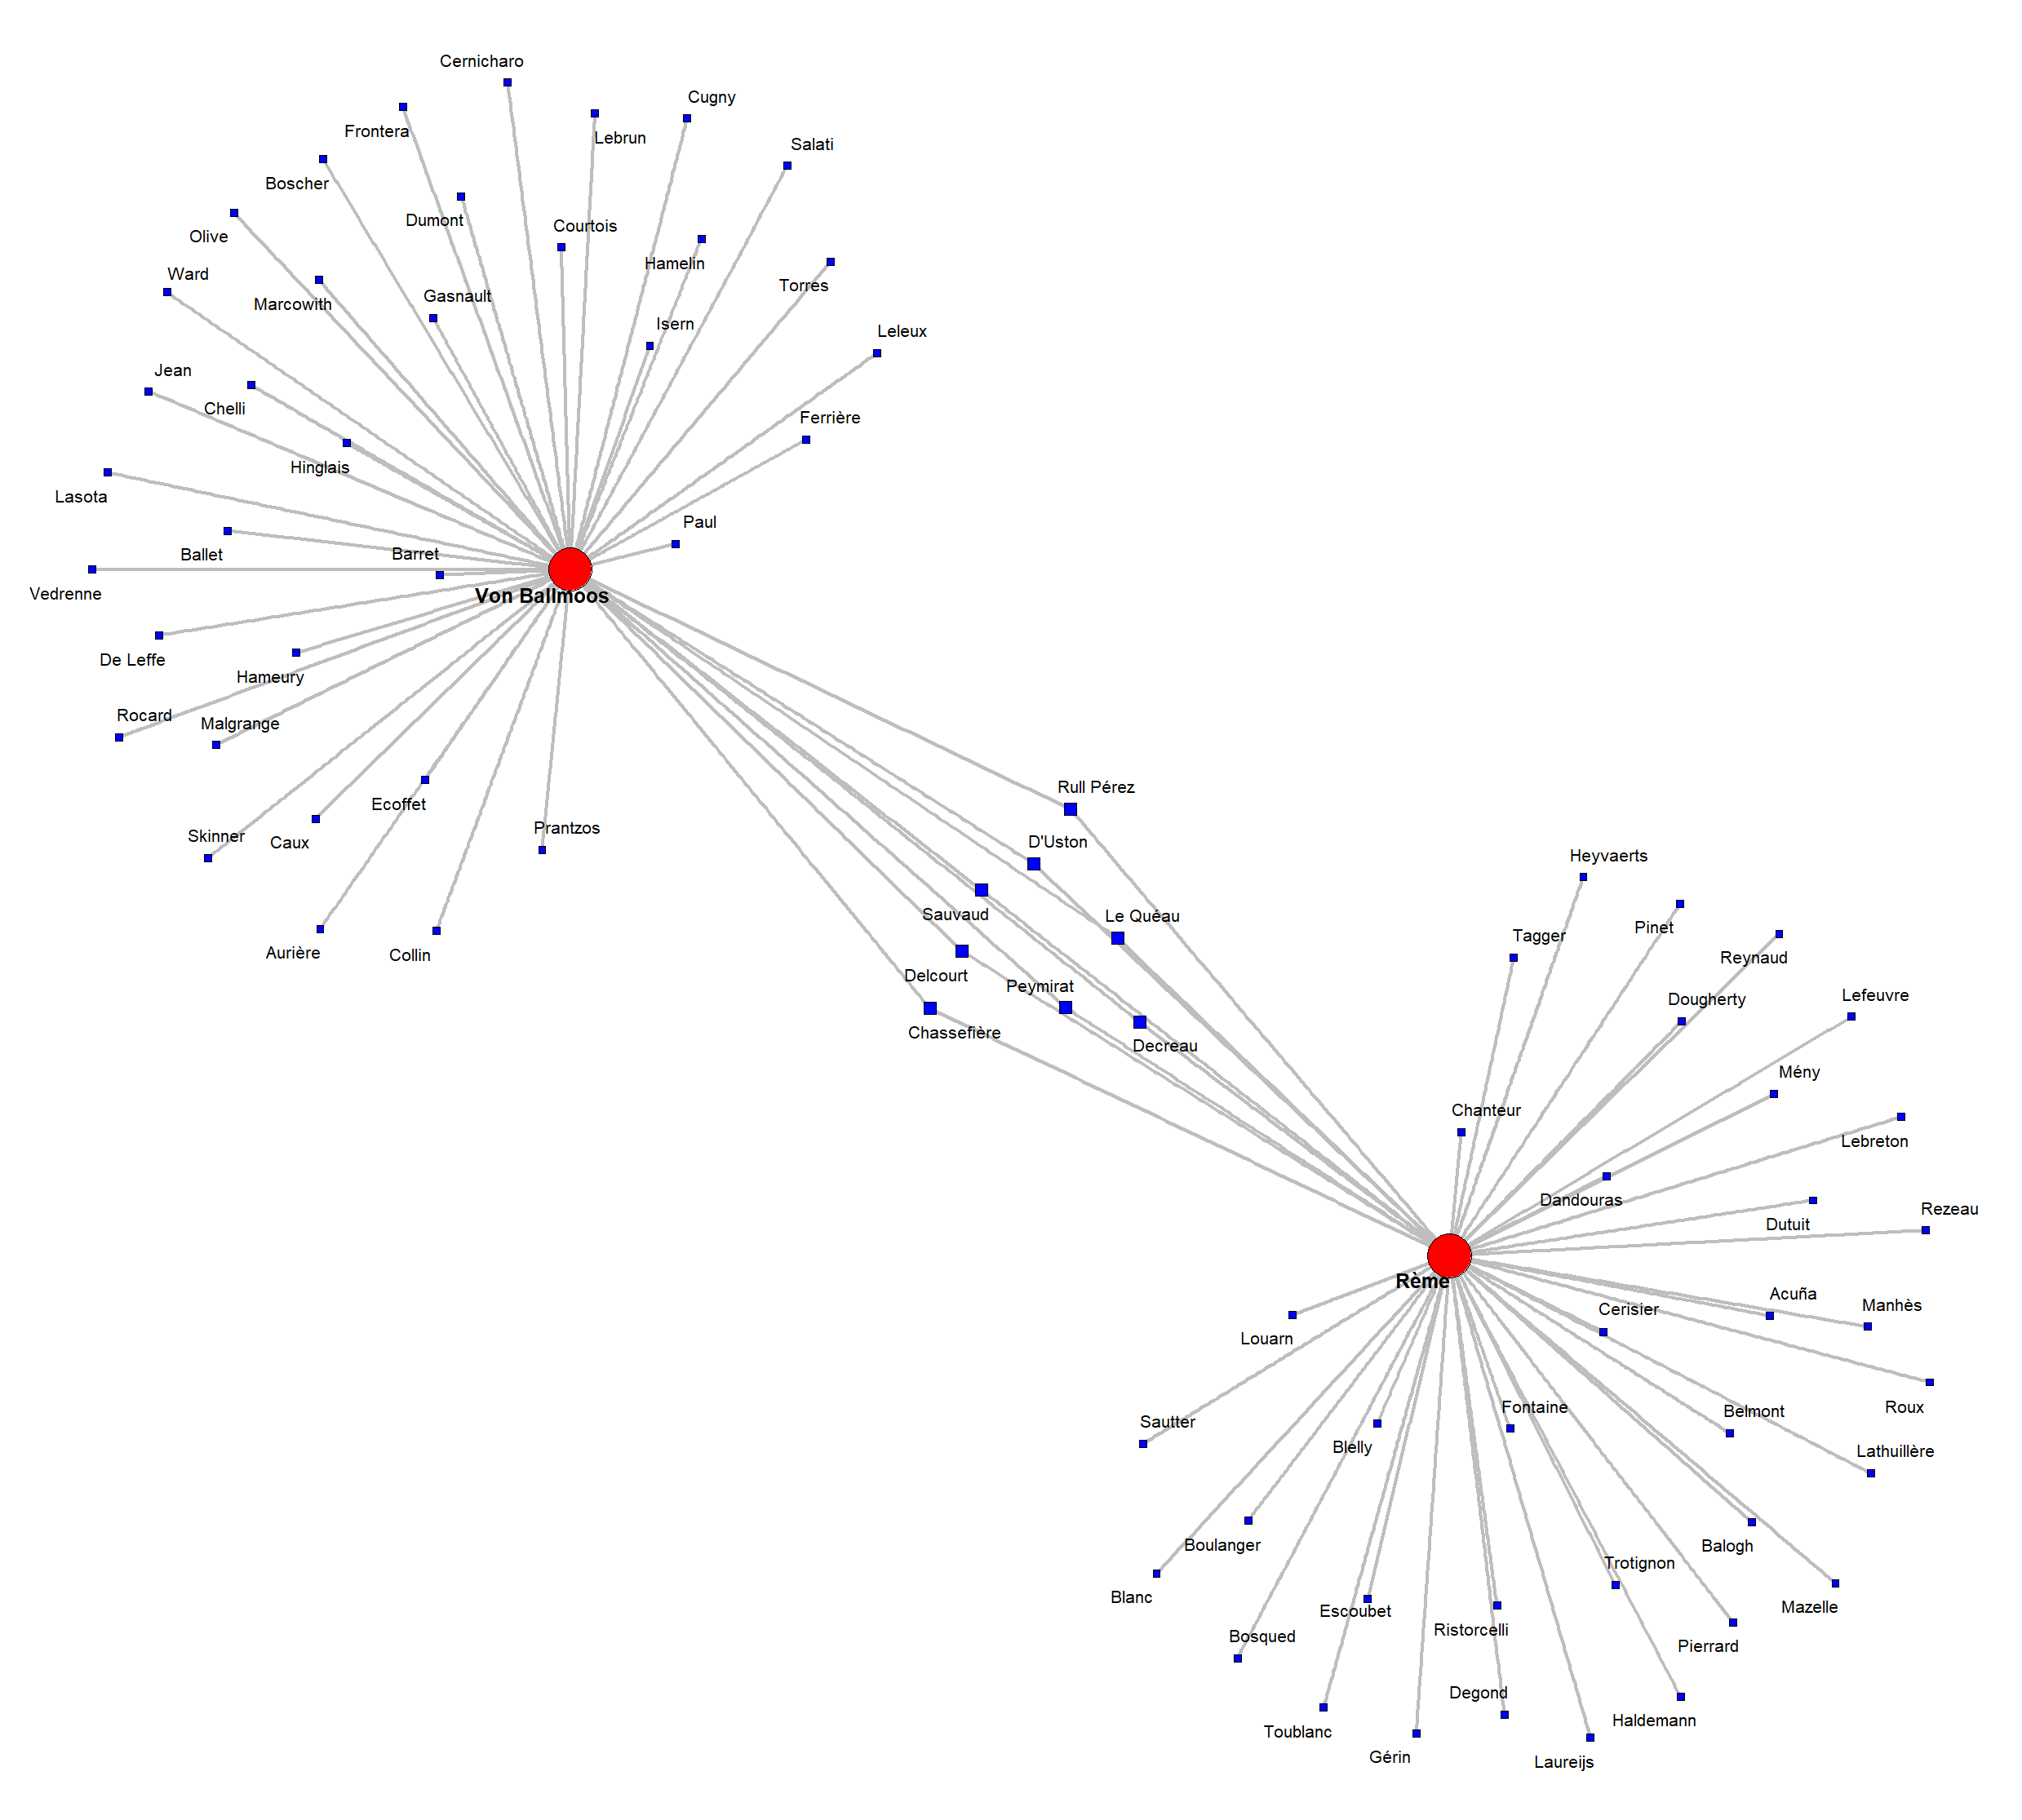 Cernicharo
Cugny
Frontera
Lebrun
Salati
Boscher
Dumont
Courtois
Olive
Hamelin
Ward
Torres
Marcowith
Gasnault
Isern
Leleux
Jean
Chelli
Ferrière
Hinglais
Lasota
Paul
Ballet
Barret
Vedrenne
Von Ballmoos
De Leffe
Hameury
Rocard
Malgrange
Ecoffet
Skinner
Caux
Prantzos
Aurière
Collin
Rull Pérez
D'Uston
Sauvaud
Le Quéau
Delcourt
Peymirat
Chassefière
Decreau
Heyvaerts
Pinet
Tagger
Reynaud
Dougherty
Lefeuvre
Mény
Chanteur
Lebreton
Dandouras
Dutuit
Rezeau
Rème
Acuña
Manhès
Cerisier
Louarn
Roux
Fontaine
Belmont
Sautter
Blelly
Lathuillère
Boulanger
Balogh
Trotignon
Blanc
Escoubet
Mazelle
Ristorcelli
Bosqued
Pierrard
Degond
Haldemann
Toublanc
Gérin
Laureijs